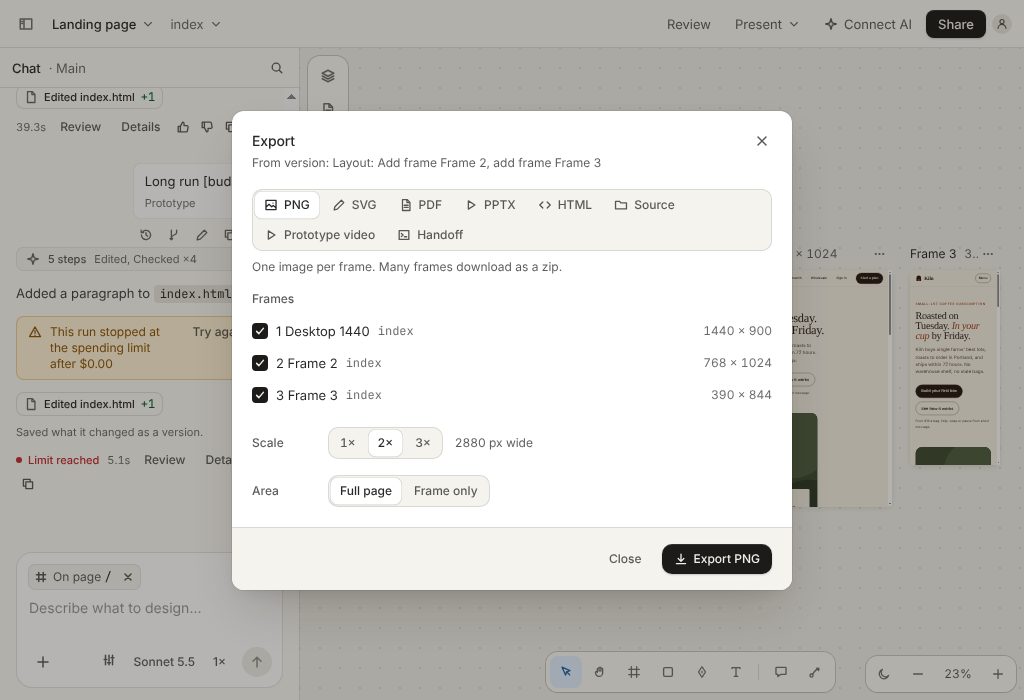 Landing page
index
Review
Present
Connect AI
Share
Chat · Main
Edited index.html +1
39.3s Review Details
Long run [bud
Prototype
5 steps Edited, Checked ×4
Added a paragraph to index.html
This run stopped at
the spending limit
after $0.00
Try aga
Edited index.html +1
Saved what it changed as a version.
Limit reached 5.1s Review Deta
On page /
Describe what to design...
Sonnet 5.5 1×
Export
From version: Layout: Add frame Frame 2, add frame Frame 3
PNG SVG PDF PPTX HTML Source
Prototype video Handoff
One image per frame. Many frames download as a zip.
Frames
1 Desktop 1440 index 1440 × 900
2 Frame 2 index 768 × 1024
3 Frame 3 index 390 × 844
Scale 1× 2× 3× 2880 px wide
Area Full page Frame only
Close Export PNG
× 1024 ...
Frame 3 3.. ...
Kiln
Roasted on
Tuesday. In your
cup by Friday.
23%